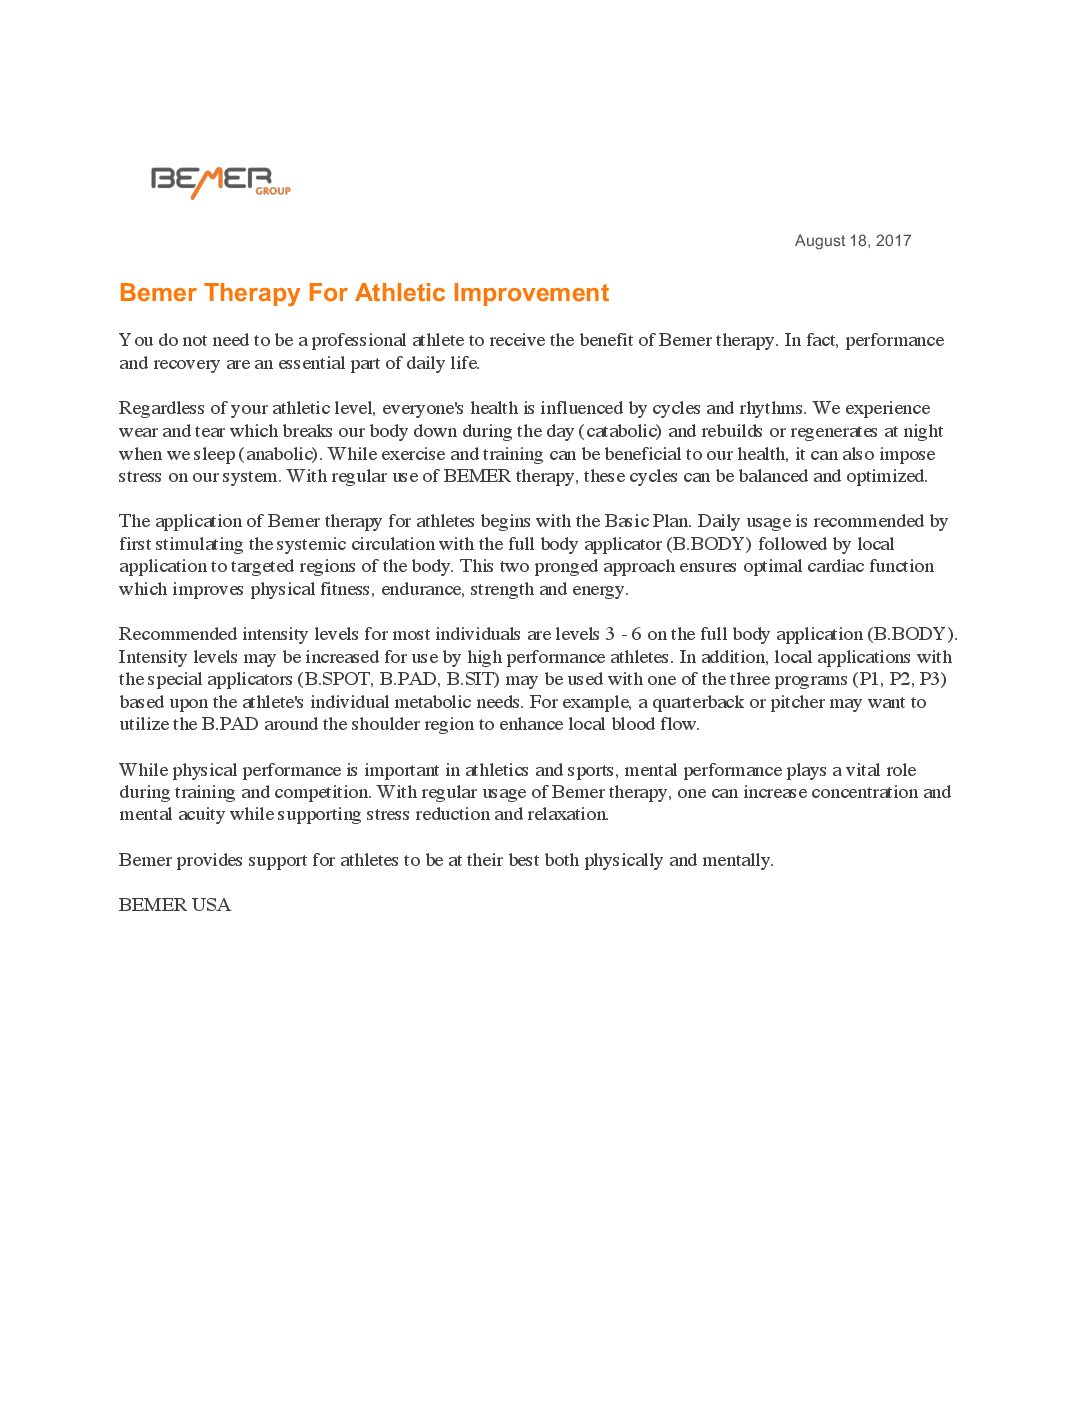 BEMER
GROUP
August 18, 2017
Bemer Therapy For Athletic Improvement
You do not need to be a professional athlete to receive the benefit of Bemer therapy. In fact, performance
and recovery are an essential part of daily life.
Regardless of your athletic level, everyone's health is influenced by cycles and rhythms. We experience
wear and tear which breaks our body down during the day (catabolic) and rebuilds or regenerates at night
when we sleep (anabolic). While exercise and training can be beneficial to our health, it can also impose
stress on our system. With regular use of BEMER therapy, these cycles can be balanced and optimized.
The application of Bemer therapy for athletes begins with the Basic Plan. Daily usage is recommended by
first stimulating the systemic circulation with the full body applicator (B.BODY) followed by local
application to targeted regions of the body. This two pronged approach ensures optimal cardiac function
which improves physical fitness, endurance, strength and energy.
Recommended intensity levels for most individuals are levels 3 - 6 on the full body application (B.BODY).
Intensity levels may be increased for use by high performance athletes. In addition, local applications with
the special applicators (B.SPOT, B.PAD, B.SIT) may be used with one of the three programs (P1, P2, P3)
based upon the athlete's individual metabolic needs. For example, a quarterback or pitcher may want to
utilize the B.PAD around the shoulder region to enhance local blood flow.
While physical performance is important in athletics and sports, mental performance plays a vital role
during training and competition. With regular usage of Bemer therapy, one can increase concentration and
mental acuity while supporting stress reduction and relaxation.
Bemer provides support for athletes to be at their best both physically and mentally.
BEMER USA